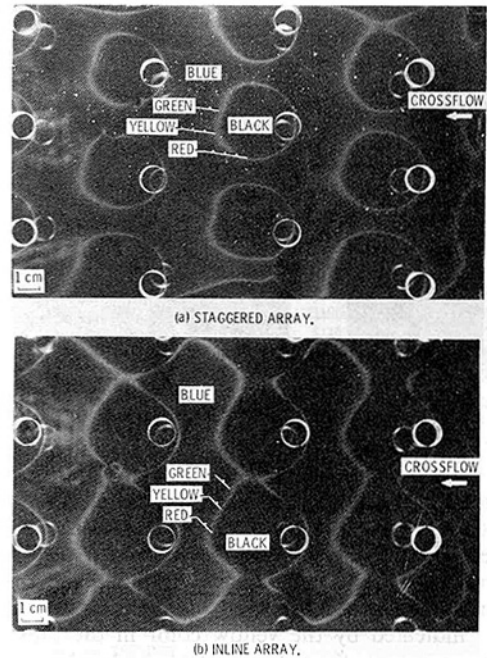 BLUE
CROSSFLOW
GREEN
YELLOW
BLACK
RED
1 cm
(a) STAGGERED ARRAY.
BLUE
CROSSFLOW
GREEN
YELLOW
RED
BLACK
1 cm
(b) INLINE ARRAY.